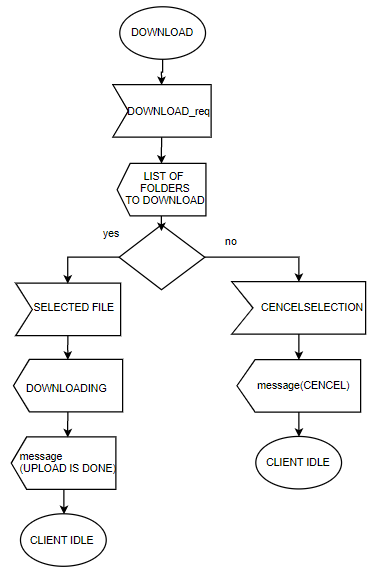 DOWNLOAD
DOWNLOAD_req
LIST OF
FOLDERS
TO DOWNLOAD
yes
no
SELECTED FILE
CENCELSELECTION
DOWNLOADING
message(CENCEL)
message
(UPLOAD IS DONE)
CLIENT IDLE
CLIENT IDLE